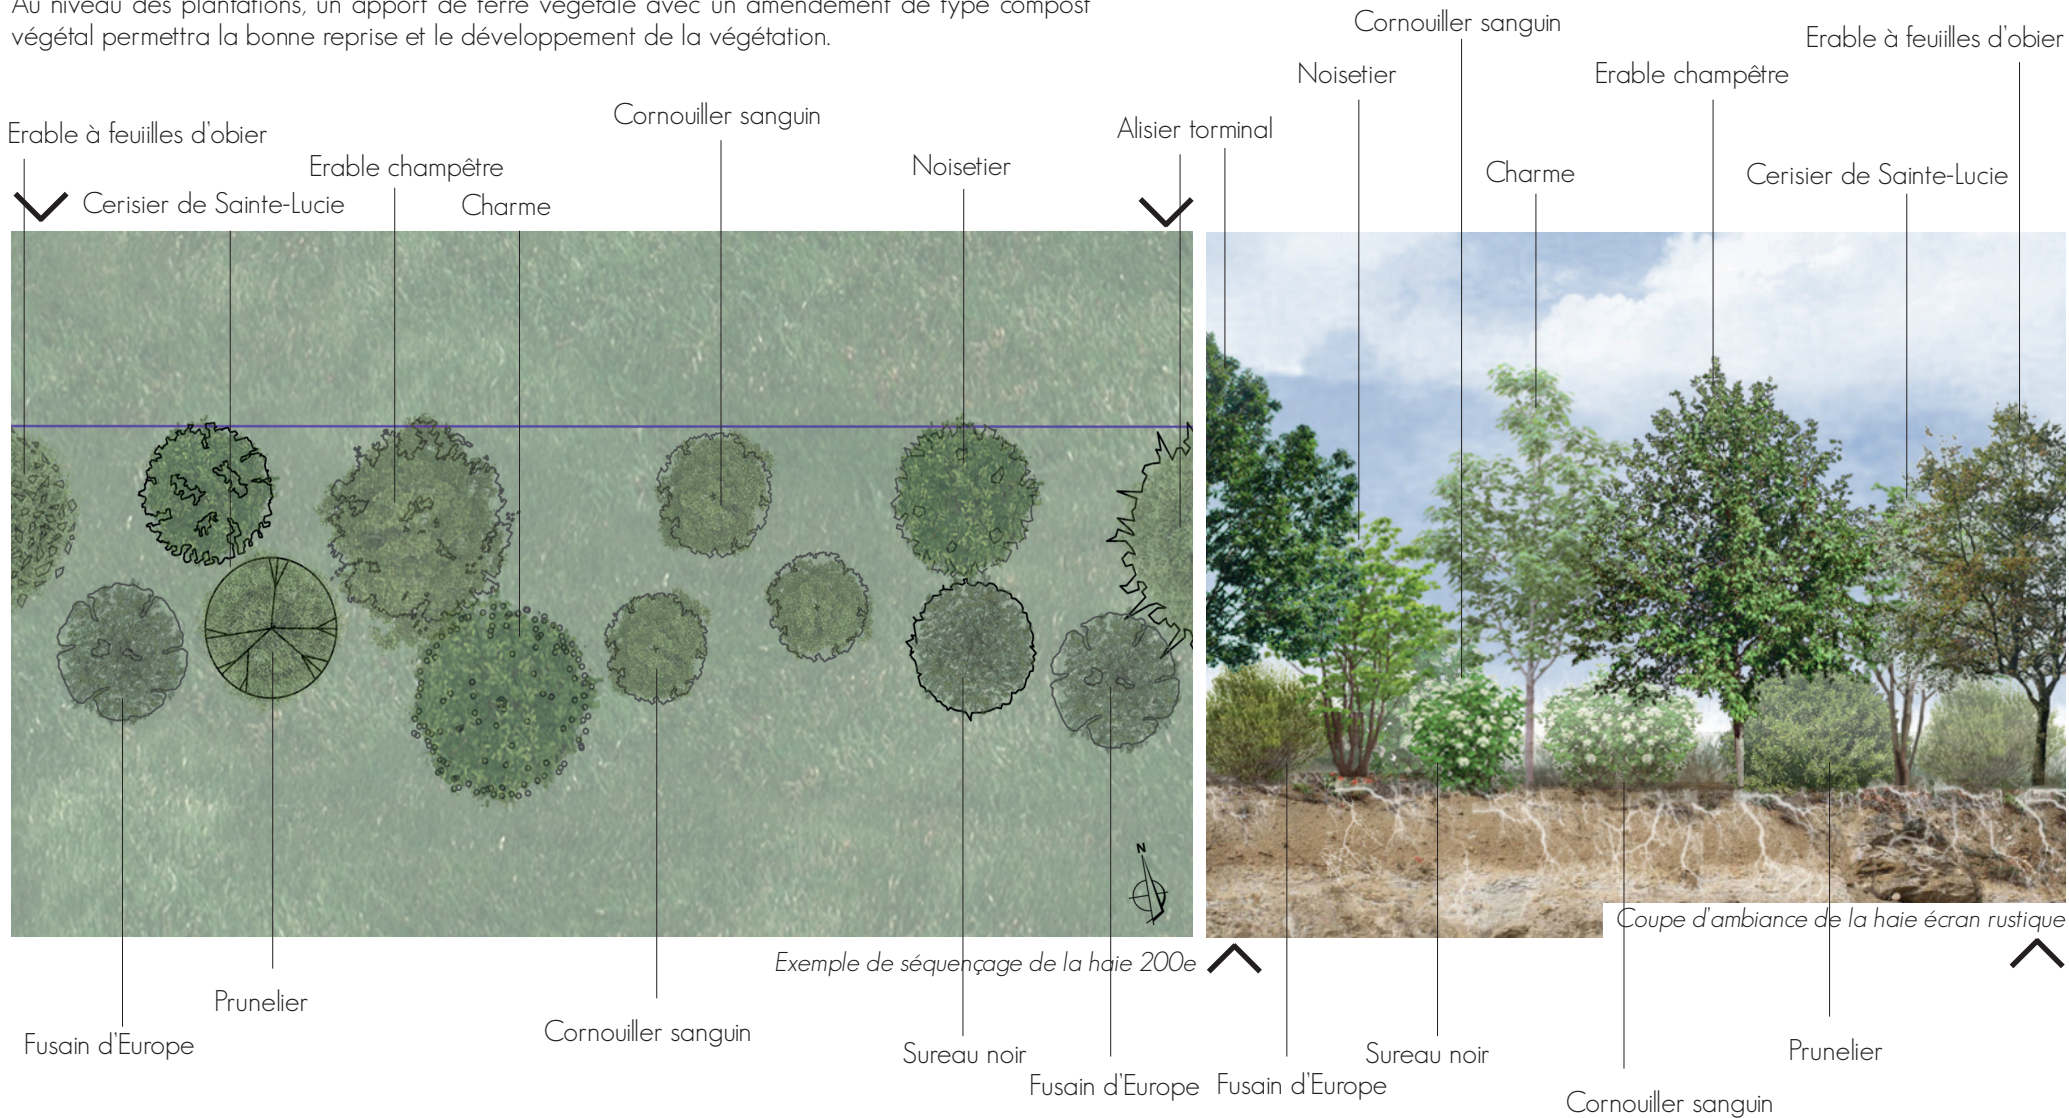 Au niveau des plantations, un apport de terre végétale avec un amendement de type compost
végétal permettra la bonne reprise et le développement de la végétation.
Erable à feuilles d'obier
Cerisier de Sainte-Lucie
Erable champêtre
Charme
Cornouiller sanguin
Noisetier
Alisier torminal
N
Fusain d'Europe
Prunelier
Cornouiller sanguin
Sureau noir
Fusain d'Europe
Exemple de séquençage de la haie 200e
Noisetier
Cornouiller sanguin
Charme
Erable champêtre
Cerisier de Sainte-Lucie
Erable à feuiilles d'obier
Coupe d'ambiance de la haie écran rustique
Fusain d'Europe
Sureau noir
Cornouiller sanguin
Prunelier